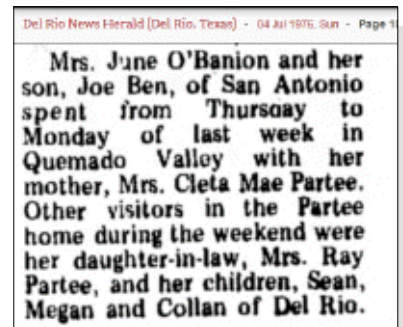 Del Rio News Herald (Del Rio, Texas) - 04 Jul 1976, Sun - Page 1
Mrs. June O'Banion and her
son, Joe Ben, of San Antonio
spent from Thursday to
Monday of last week in
Quemado Valley with her
mother, Mrs. Cleta Mae Partee.
Other visitors in the Partee
home during the weekend were
her daughter-in-law, Mrs. Ray
Partee, and her children, Sean,
Megan and Collan of Del Rio.